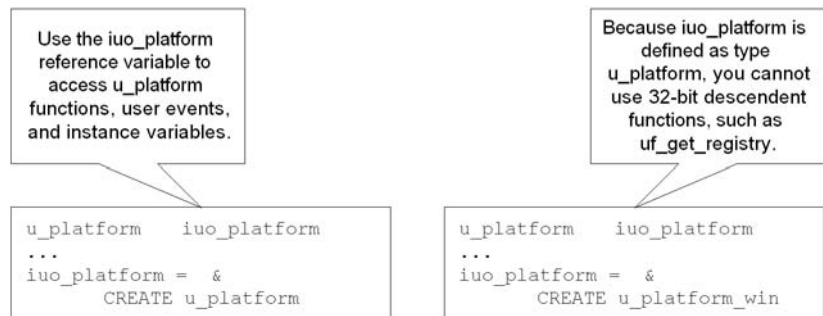 Use the iuo_platform
reference variable to
access u_platform
functions, user events,
and instance variables.
Because iuo_platform is
defined as type
u_platform, you cannot
use 32-bit descendent
functions, such as
uf_get_registry.
u_platform iuo_platform
...
iuo_platform = &
CREATE u_platform
u_platform iuo_platform
...
iuo_platform = &
CREATE u_platform_win